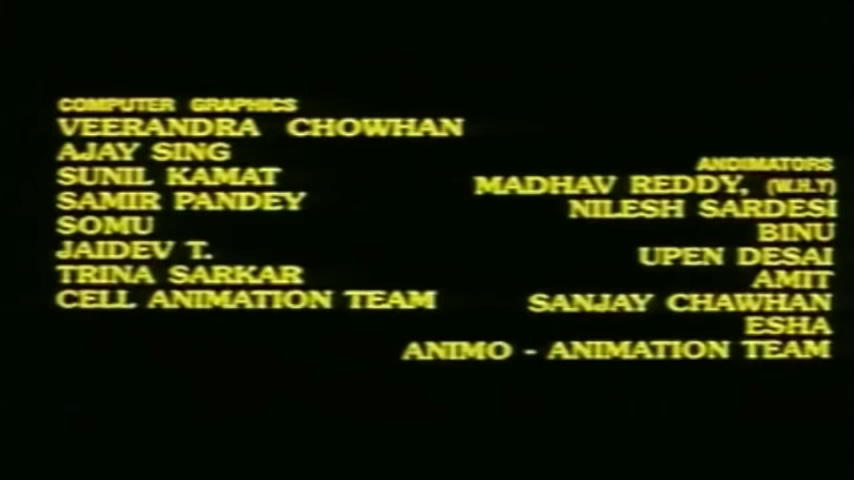 COMPUTER GRAPHICS
VEERANDRA CHOWHAN
AJAY SING
SUNIL KAMAT
SAMIR PANDEY
SOMU
JAIDEV T.
TRINA SARKAR
CELL ANIMATION TEAM
ANDIMATORS
MADHAV REDDY, (W.H.T)
NILESH SARDESI
BINU
UPEN DESAI
AMIT
SANJAY CHAWHAN
ESHA
ANIMO - ANIMATION TEAM